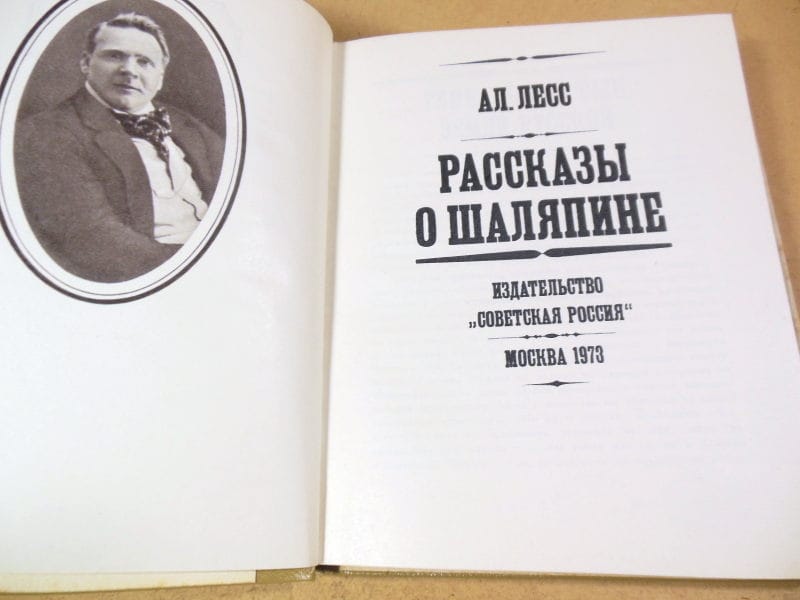 АЛ. ЛЕСС
РАССКАЗЫ
О ШАЛЯПИНЕ
ИЗДАТЕЛЬСТВО
„СОВЕТСКАЯ РОССИЯ“
МОСКВА 1973